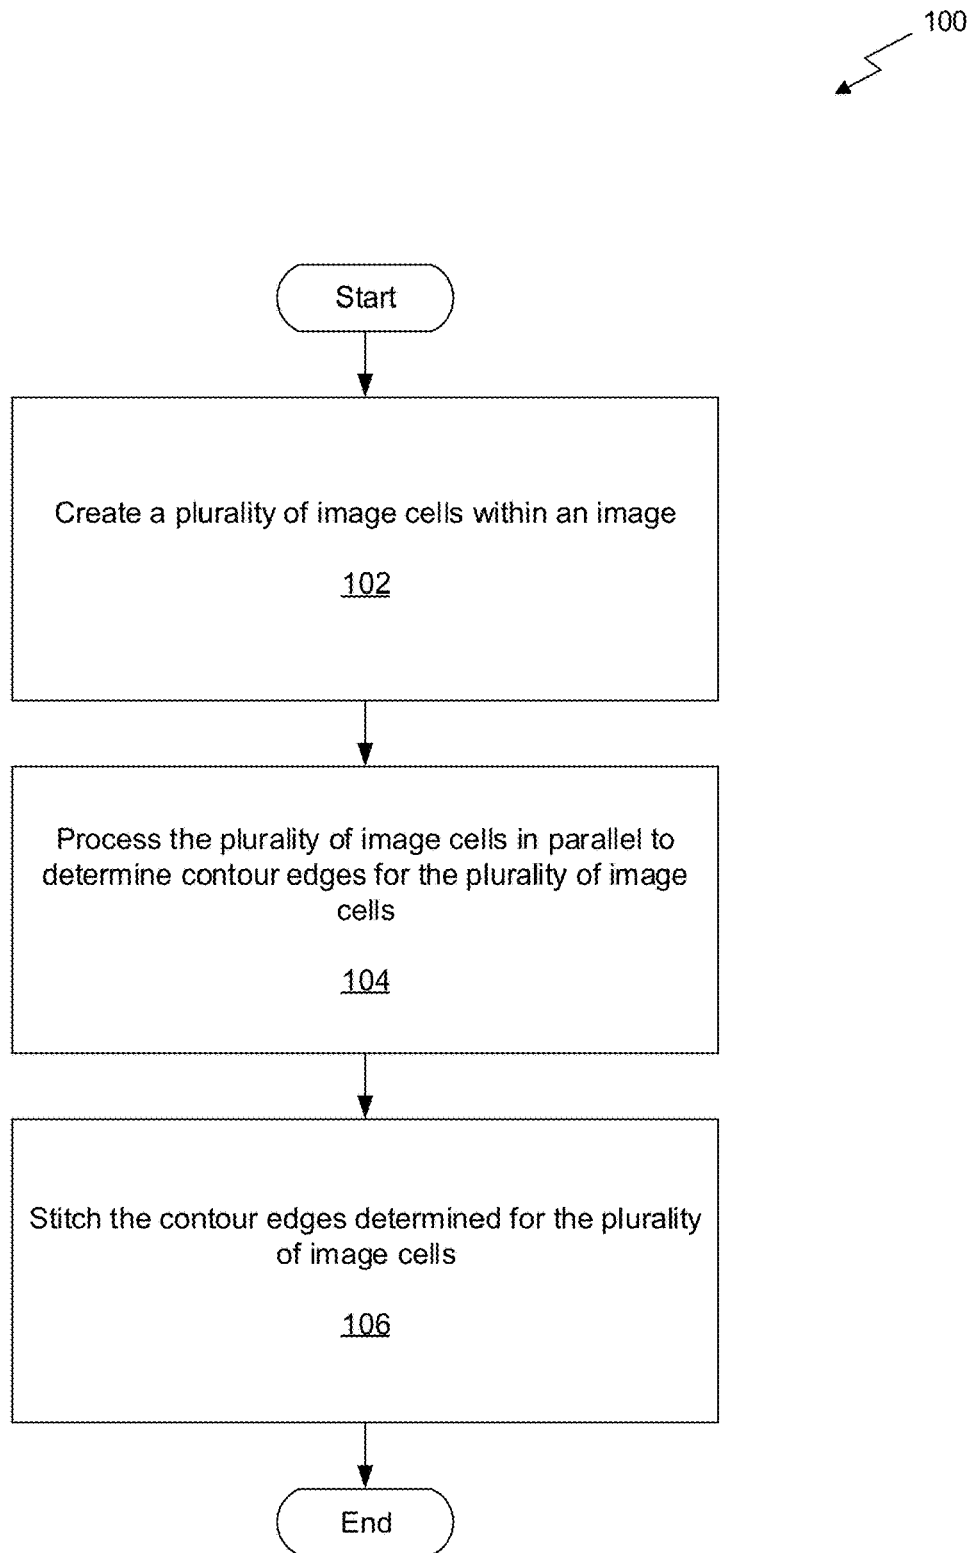 100
Start
Create a plurality of image cells within an image
102
Process the plurality of image cells in parallel to
determine contour edges for the plurality of image
cells
104
Stitch the contour edges determined for the plurality
of image cells
106
End